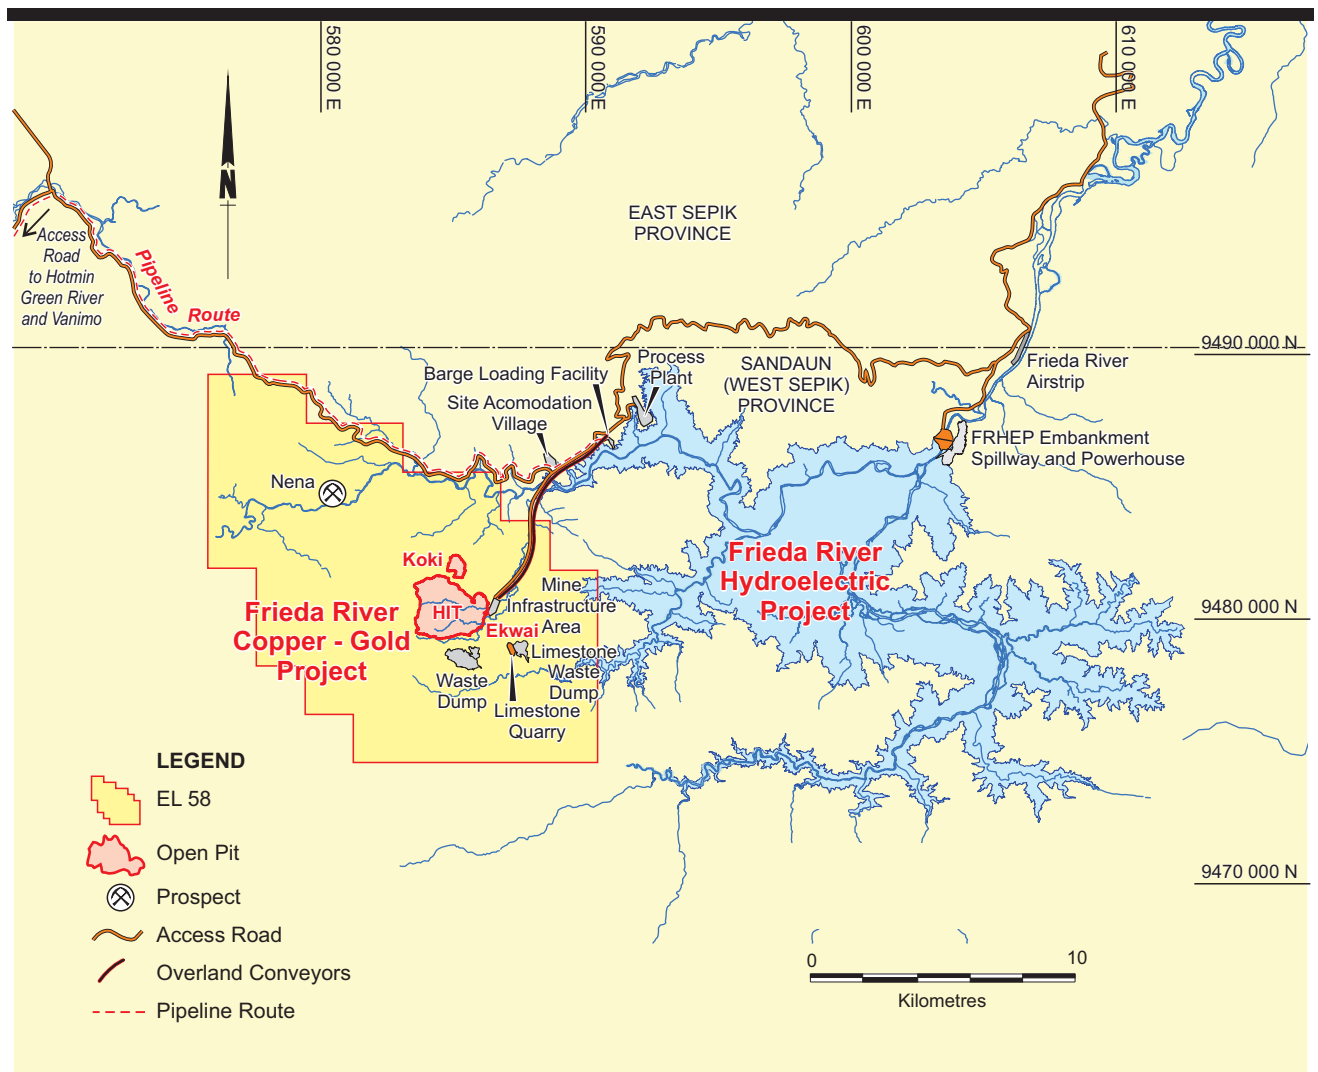 580 000 E
590 000 E
600 000 E
610 000 E
N
EAST SEPIK
PROVINCE
Access
Road
to Hotmin
Green River
and Vanimo
Pipeline
Route
9490 000 N
Process
Plant
Barge Loading Facility
Site Acomodation
Village
SANDAUN
(WEST SEPIK)
PROVINCE
Frieda River
Airstrip
FRHEP Embankment
Spillway and Powerhouse
Nena
Koki
HIT
Ekwai
Mine
Infrastructure
Area
Frieda River
Hydroelectric
Project
9480 000 N
Frieda River
Copper - Gold
Project
Limestone
Waste
Dump
Waste
Dump
Limestone
Quarry
LEGEND
EL 58
Open Pit
Prospect
Access Road
Overland Conveyors
Pipeline Route
9470 000 N
0
10
Kilometres